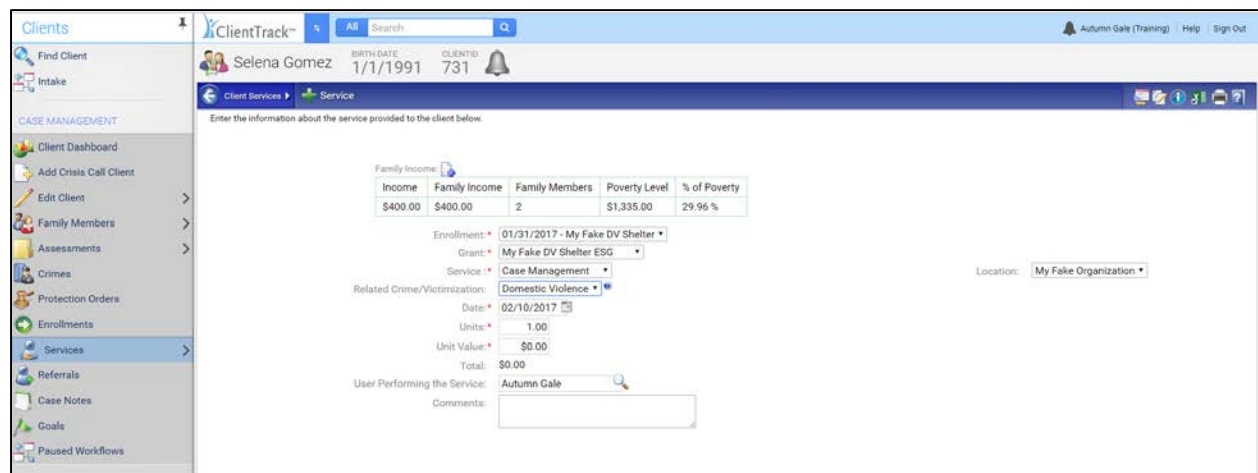 Clients
ClientTrack™
All Search
Autumn Gale (Training) Help Sign Out
Find Client
Intake
Selena Gomez BIRTH DATE 1/1/1991 CLIENTID 731
Client Services Service
Enter the information about the service provided to the client below.
CASE MANAGEMENT
Client Dashboard
Add Crisis Call Client
Edit Client
Family Members
Assessments
Crimes
Protection Orders
Enrollments
Services
Referrals
Case Notes
Goals
Paused Workflows
Family Income:
Income Family Income Family Members Poverty Level % of Poverty
$400.00 $400.00 2 $1,335.00 29.96 %
Enrollment:* 01/31/2017 - My Fake DV Shelter
Grant:* My Fake DV Shelter ESG
Service :* Case Management Location: My Fake Organization
Related Crime/Victimization: Domestic Violence
Date:* 02/10/2017
Units:* 1.00
Unit Value:* $0.00
Total: $0.00
User Performing the Service: Autumn Gale
Comments: